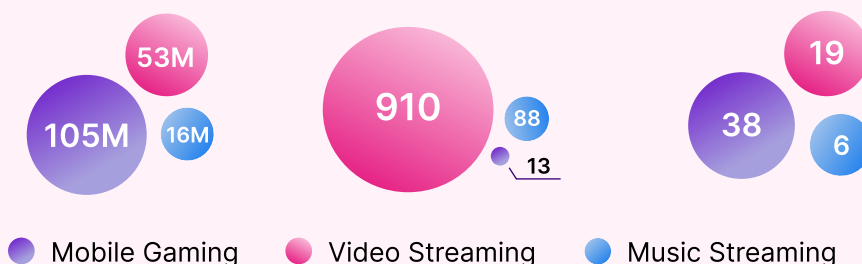 53M
105M
16M
910
88
13
19
38
6
Mobile Gaming
Video Streaming
Music Streaming